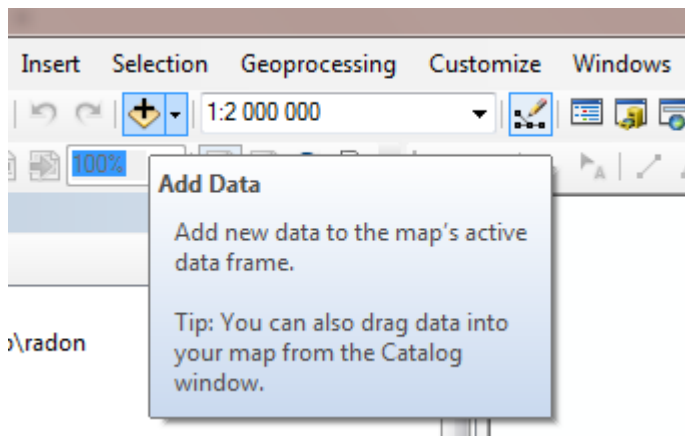 Insert Selection Geoprocessing Customize Windows
1:2 000 000
100%
Add Data
Add new data to the map's active
data frame.
Tip: You can also drag data into
your map from the Catalog
window.
\radon